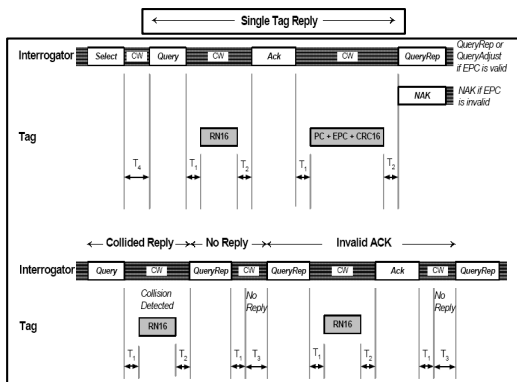 Single Tag Reply
Interrogator Select CW Query CW Ack CW QueryRep QueryRep or
QueryAdjust
if EPC is valid
NAK NAK if EPC
is invalid
Tag
RN16 PC + EPC + CRC16
T4 T1 T2 T1 T2
Collided Reply No Reply Invalid ACK
Interrogator Query CW QueryRep CW QueryRep CW Ack CW QueryRep
Collision
Detected
No
Reply
No
Reply
Tag
RN16 RN16
T1 T2 T1 T3 T1 T2 T1 T3